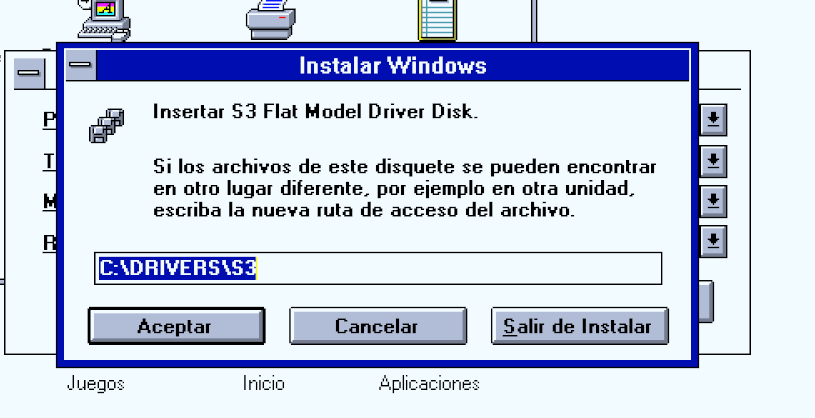 Instalar Windows
P
Insertar S3 Flat Model Driver Disk.
T
Si los archivos de este disquete se pueden encontrar
en otro lugar diferente, por ejemplo en otra unidad,
M
escriba la nueva ruta de acceso del archivo.
R
C:\DRIVERS\S3
Aceptar
Cancelar
Salir de Instalar
Juegos
Inicio
Aplicaciones